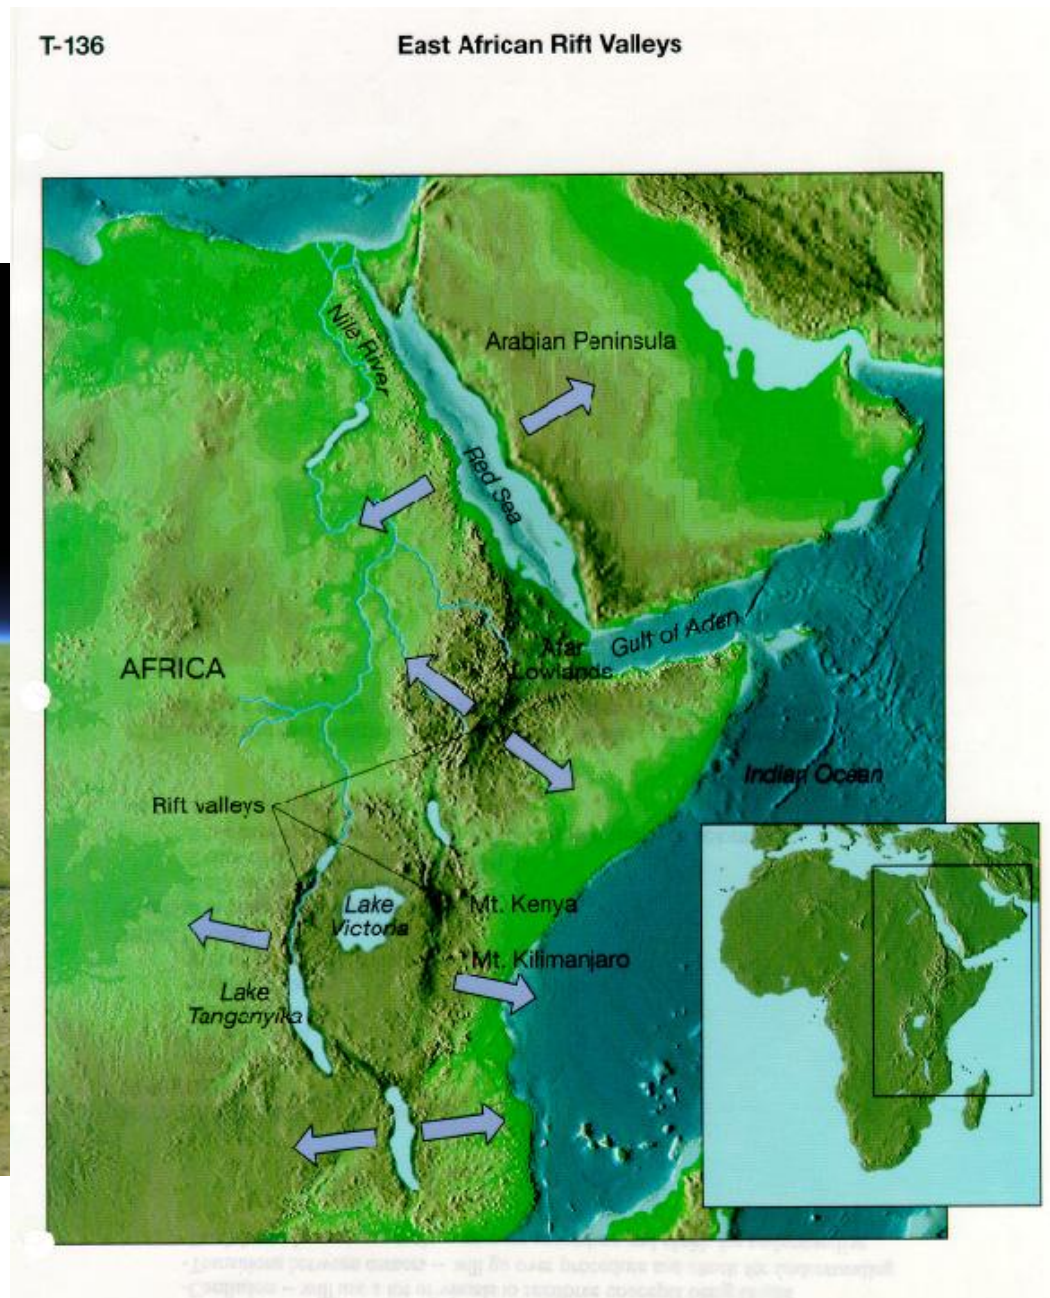 T-136
East African Rift Valleys
Nile River
Arabian Peninsula
Red Sea
Gulf of Aden
Afar
Lowlands
AFRICA
Indian Ocean
Rift valleys
Lake
Victoria
Mt. Kenya
Mt. Kilimanjaro
Lake
Tanganyika